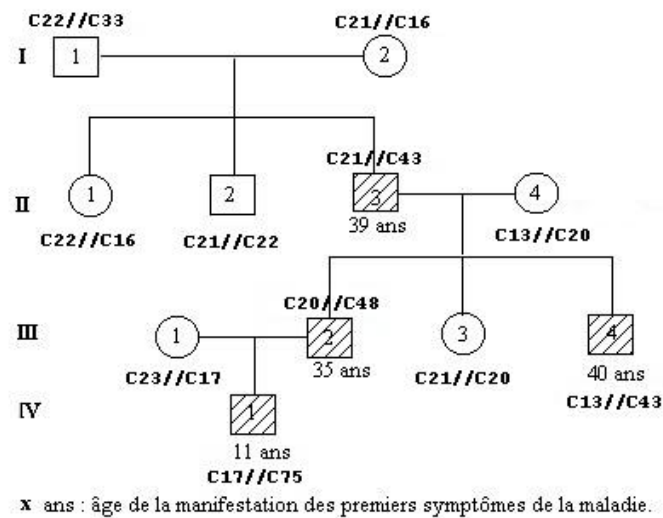 C22//C33
C21//C16
I
1
2
C21//C43
II
1
2
3
4
39 ans
C22//C16
C21//C22
C13//C20
C20//C48
III
1
2
3
4
35 ans
C23//C17
C21//C20
40 ans
C13//C43
IV
1
11 ans
C17//C75
x ans : âge de la manifestation des premiers symptômes de la maladie.